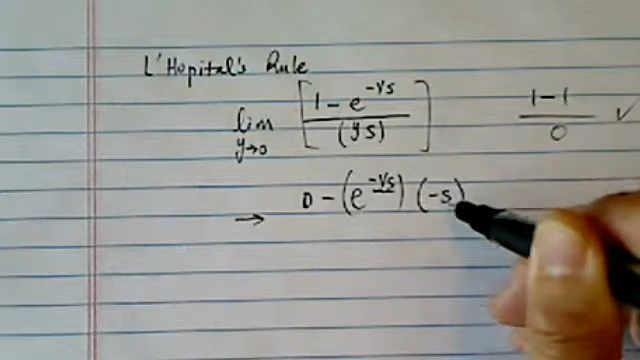 L'Hopital's Rule
lim y→0 [ 1 - e^{-ys} / (ys) ] 1-1 / 0 ✓
→ 0 - (e^{-ys}) (-s)